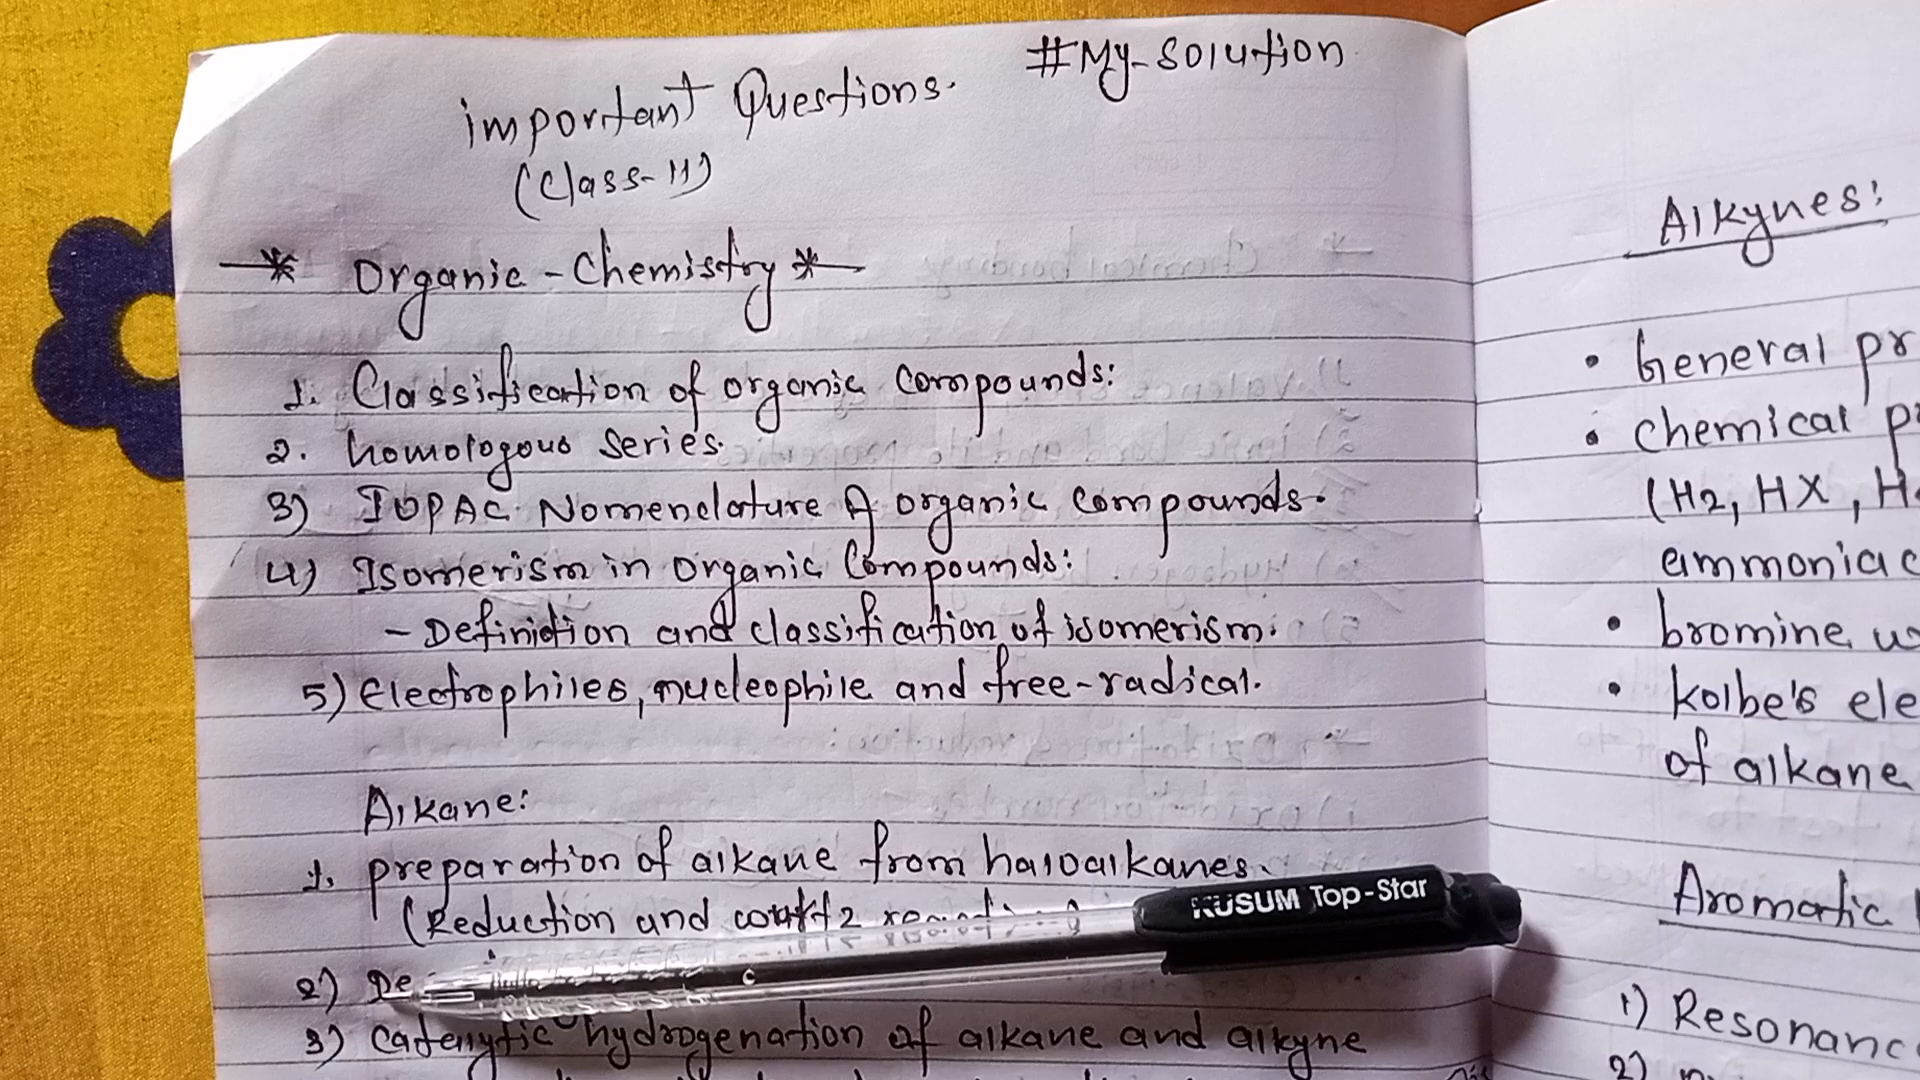 #My-solution
important Questions.
(Class-11)
Organic-Chemistry
1. Classification of organic compounds:
2. homologous series.
3) IUPAC Nomenclature of organic compounds.
4) Isomerism in organic compounds:
- Definition and classification of isomerism.
5) Electrophiles, nucleophile and free-radical.
Alkane:
1. preparation of alkane from haloalkanes.
(Reduction and
2) De
3) catalytic hydrogenation of alkane and alkyne
Alkynes:
• General pr
• chemical p
(H2, HX, H
ammonia c
• bromine w
• kolbe's ele
of alkane
Aromatic
1) Resonanc
2)
KUSUM Top-Star